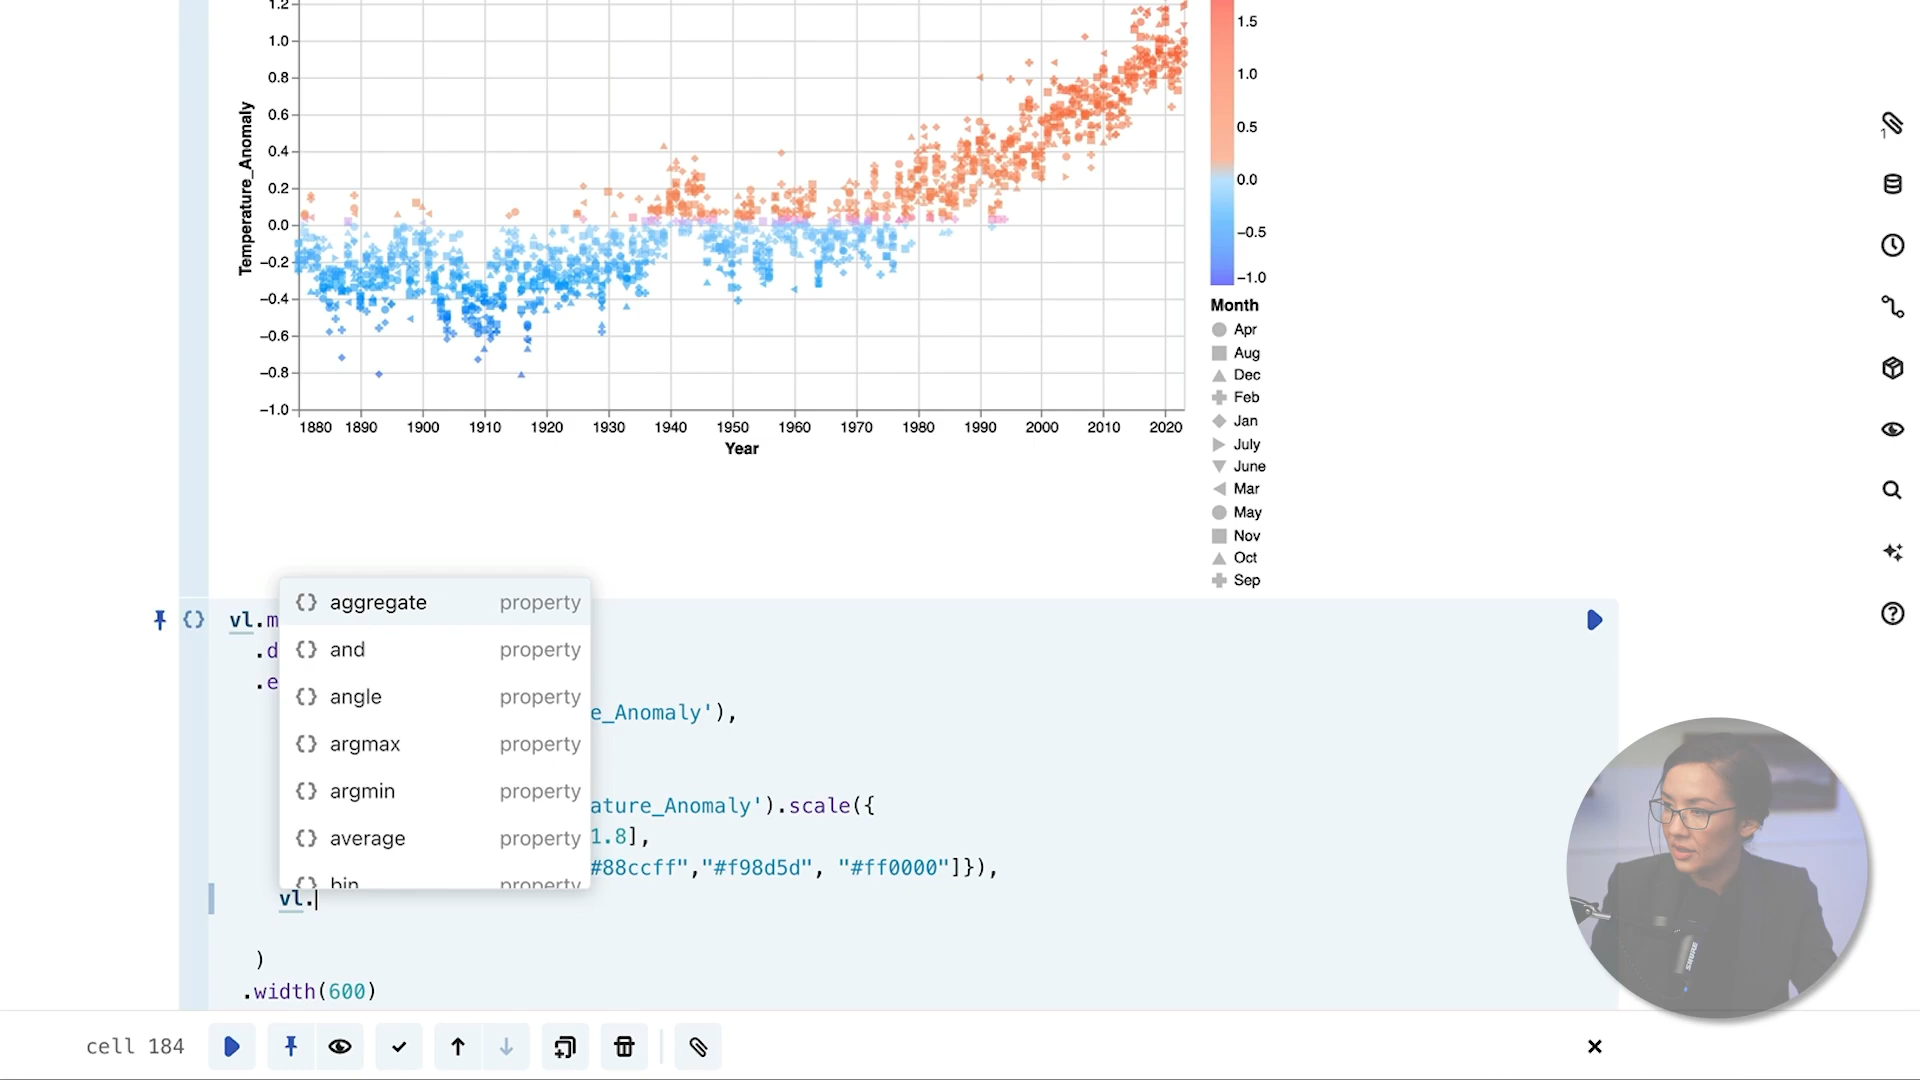 1.2
1.0
0.8
0.6
0.4
0.2
0.0
−0.2
−0.4
−0.6
−0.8
−1.0
Temperature_Anomaly
1880 1890 1900 1910 1920 1930 1940 1950 1960 1970 1980 1990 2000 2010 2020
Year
1.5
1.0
0.5
0.0
−0.5
−1.0
Month
Apr
Aug
Dec
Feb
Jan
July
June
Mar
May
Nov
Oct
Sep
1
vl.m
.d
.e
e_Anomaly'),
ature_Anomaly').scale({
1.8],
#88ccff","#f98d5d", "#ff0000"]}),
vl.
)
.width(600)
aggregate property
and property
angle property
argmax property
argmin property
average property
bin property
cell 184